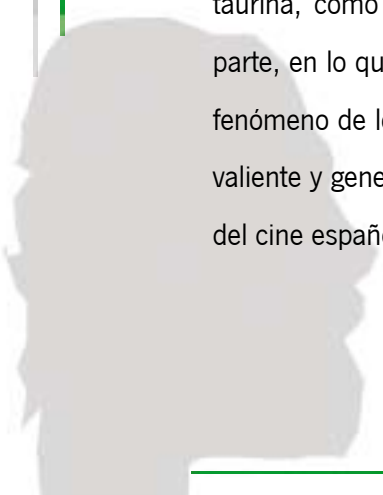 taurina, como
parte, en lo qu
fenómeno de l
valiente y gene
del cine españ